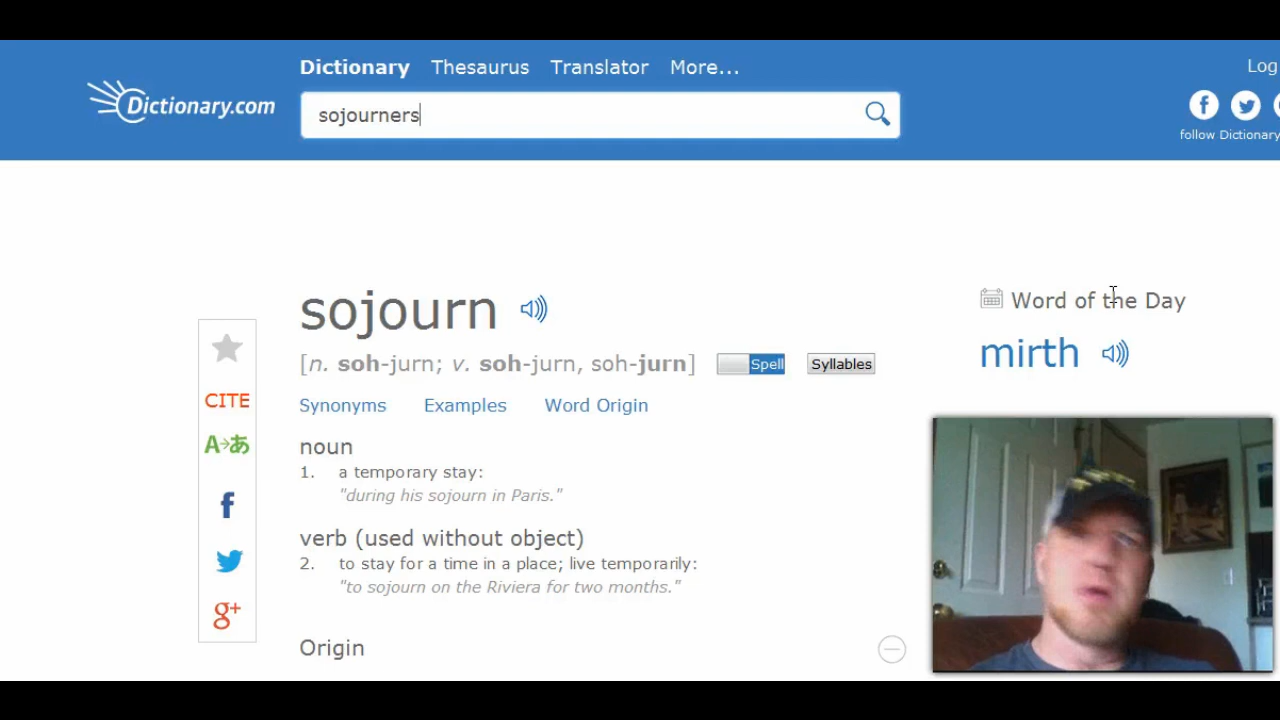 Dictionary Thesaurus Translator More...
Log
Dictionary.com
sojourners
follow Dictionary
sojourn
Word of the Day
[n. soh-jurn; v. soh-jurn, soh-jurn] Spell Syllables
mirth
CITE
Synonyms Examples Word Origin
A→あ
noun
1. a temporary stay:
"during his sojourn in Paris."
verb (used without object)
2. to stay for a time in a place; live temporarily:
"to sojourn on the Riviera for two months."
g+
Origin